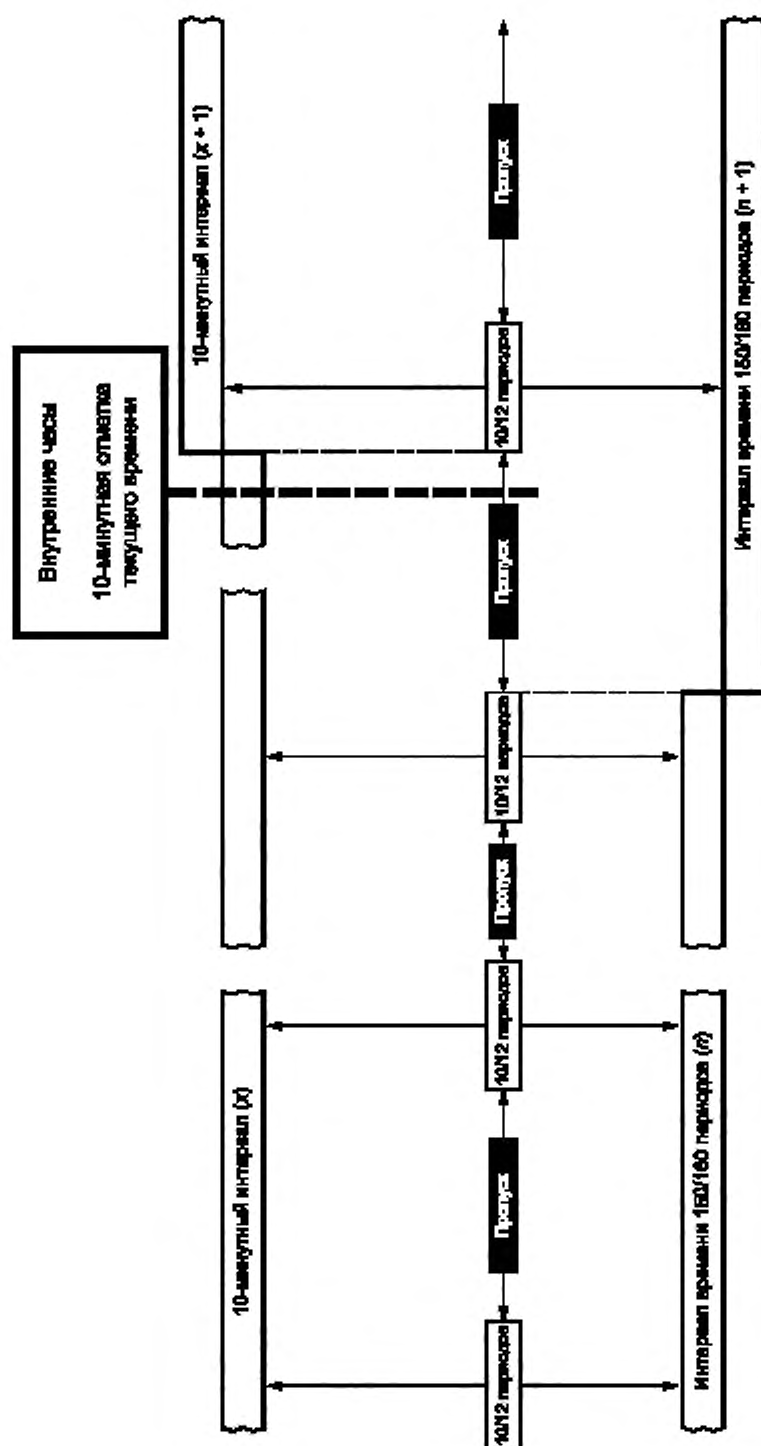 Внутренние часы
10-минутная отметка
текущего времени
10-минутный интервал (x)
10-минутный интервал (x + 1)
10/12 периодов
Пропуск
10/12 периодов
Пропуск
10/12 периодов
Пропуск
10/12 периодов
Пропуск
Интервал времени 150/180 периодов (n)
Интервал времени 150/180 периодов (n + 1)